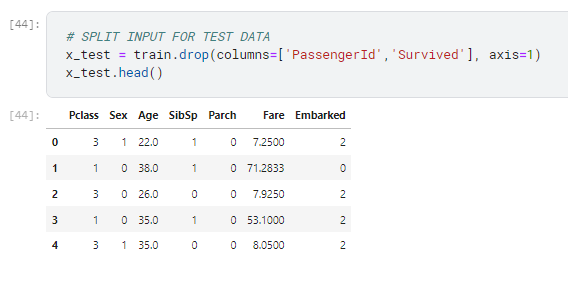 [44]:
# SPLIT INPUT FOR TEST DATA
x_test = train.drop(columns=['PassengerId','Survived'], axis=1)
x_test.head()
[44]:
Pclass Sex Age SibSp Parch Fare Embarked
0 3 1 22.0 1 0 7.2500 2
1 1 0 38.0 1 0 71.2833 0
2 3 0 26.0 0 0 7.9250 2
3 1 0 35.0 1 0 53.1000 2
4 3 1 35.0 0 0 8.0500 2